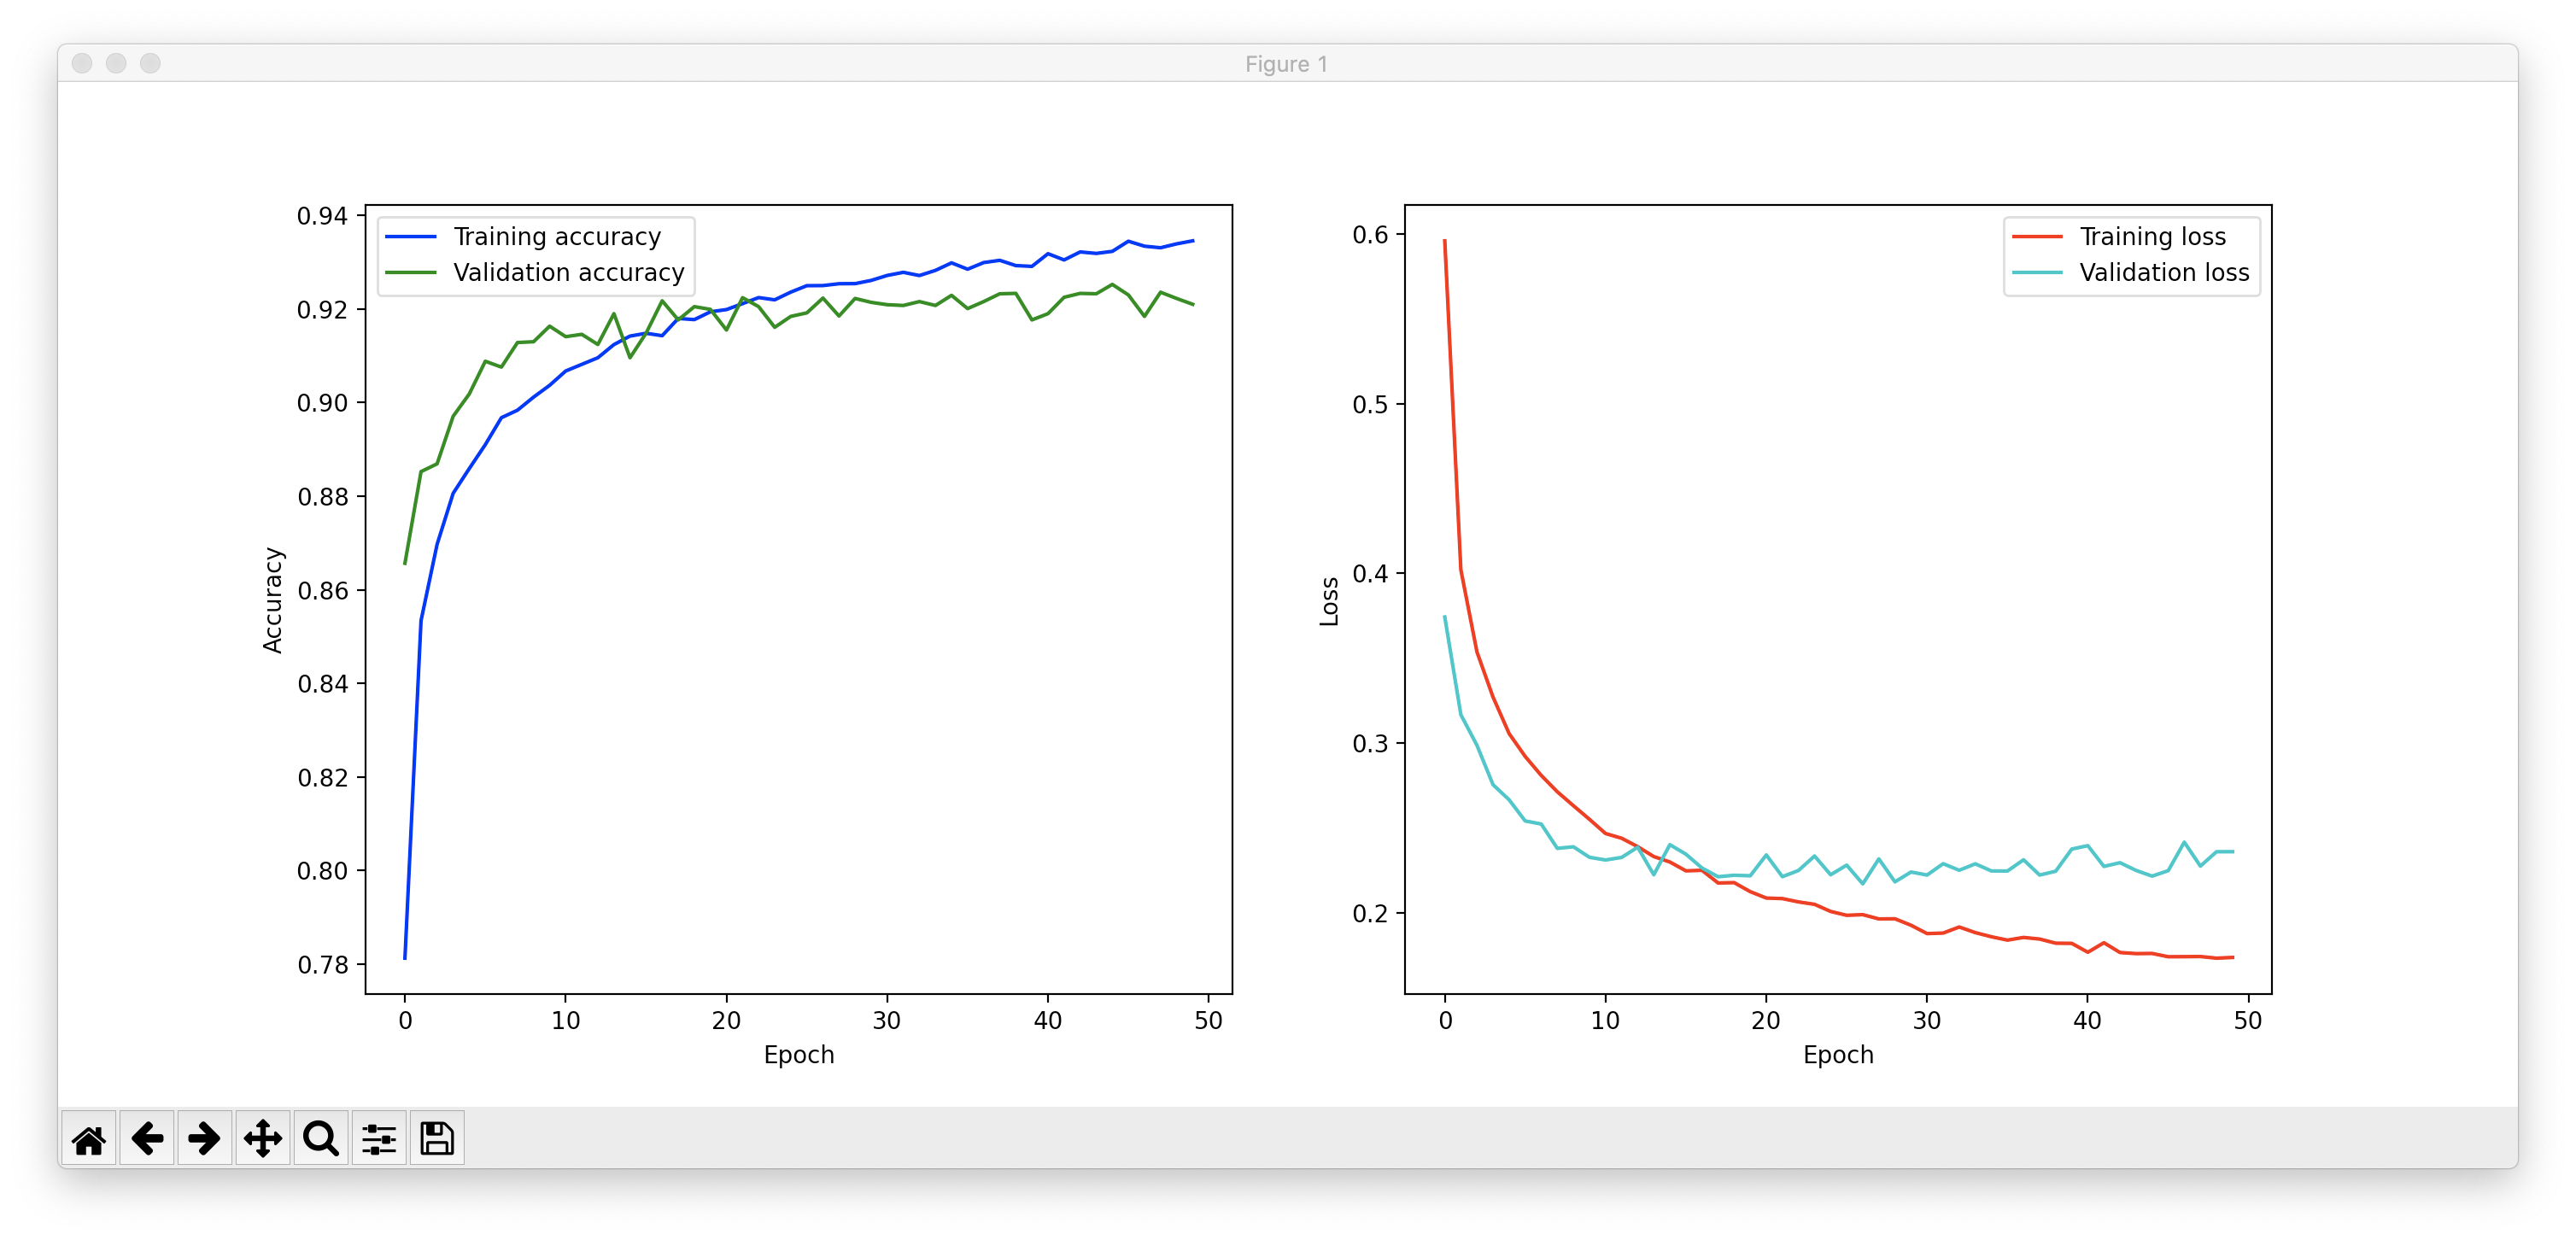 Figure 1
0.94
0.92
0.90
0.88
0.86
0.84
0.82
0.80
0.78
Accuracy
Training accuracy
Validation accuracy
0 10 20 30 40 50
Epoch
0.6
0.5
0.4
0.3
0.2
Loss
Training loss
Validation loss
0 10 20 30 40 50
Epoch